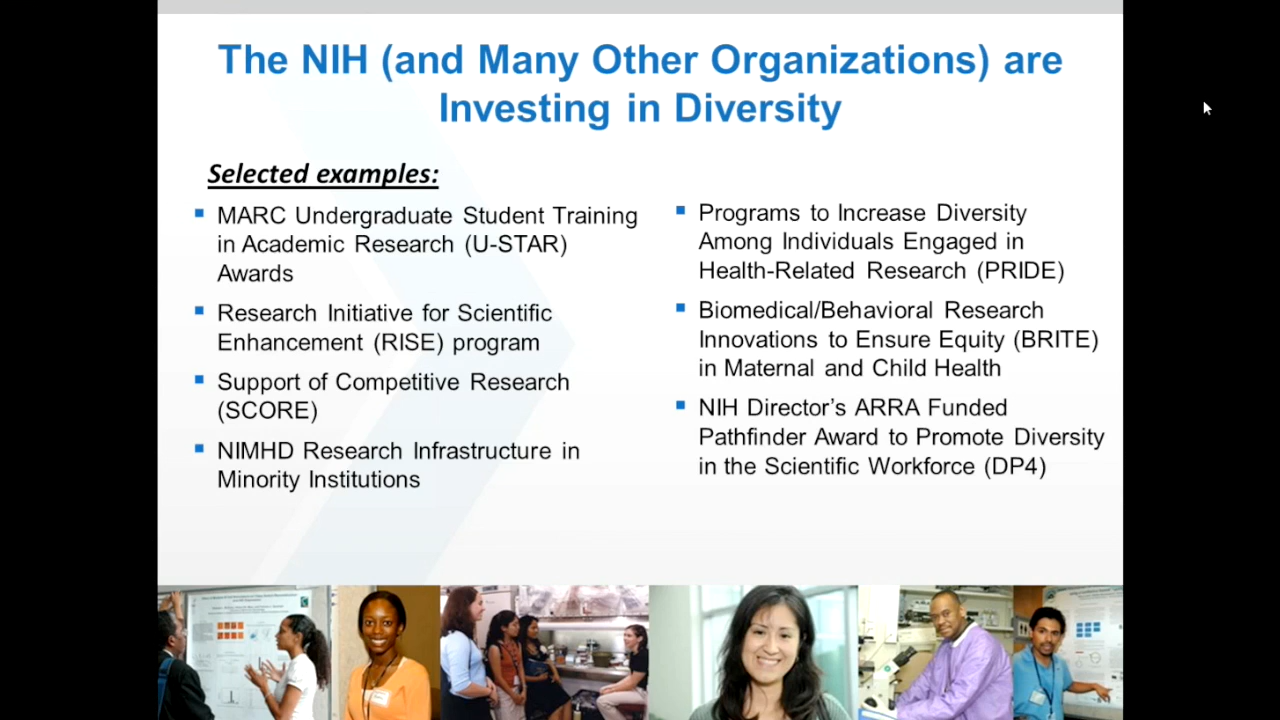 The NIH (and Many Other Organizations) are
Investing in Diversity
Selected examples:
MARC Undergraduate Student Training
in Academic Research (U-STAR)
Awards
Research Initiative for Scientific
Enhancement (RISE) program
Support of Competitive Research
(SCORE)
NIMHD Research Infrastructure in
Minority Institutions
Programs to Increase Diversity
Among Individuals Engaged in
Health-Related Research (PRIDE)
Biomedical/Behavioral Research
Innovations to Ensure Equity (BRITE)
in Maternal and Child Health
NIH Director’s ARRA Funded
Pathfinder Award to Promote Diversity
in the Scientific Workforce (DP4)